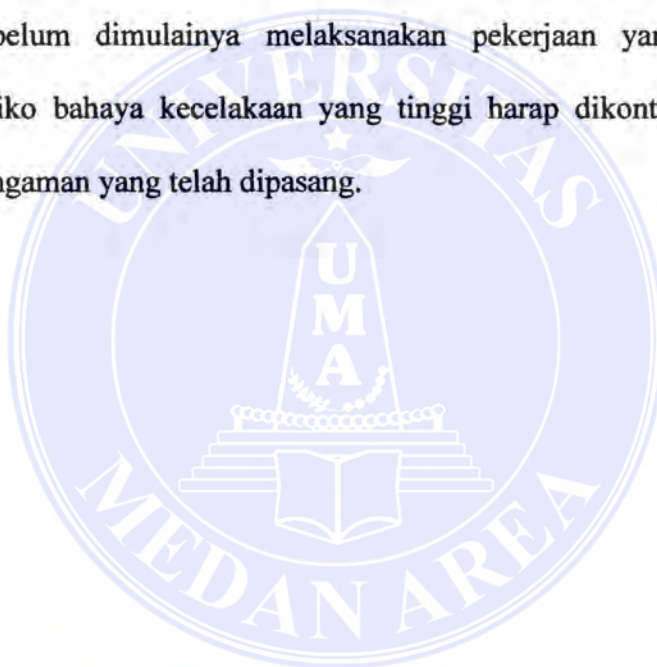 belum dimulainya melaksanakan pekerjaan yan
iko bahaya kecelakaan yang tinggi harap dikont
ngaman yang telah dipasang.
UNIVERSITAS
U
M
A
MEDAN AREA